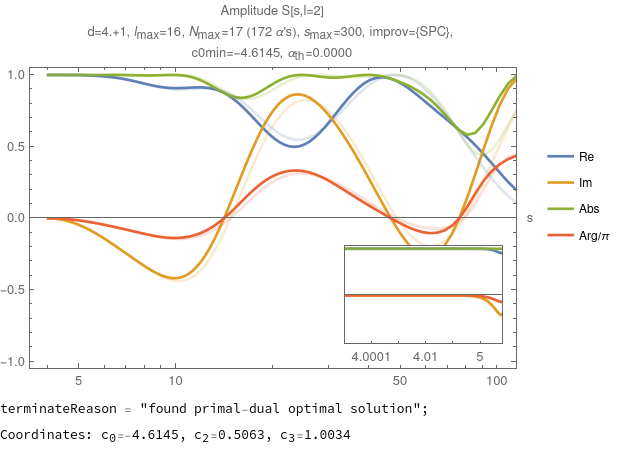 Amplitude S[s,l=2]
d=4.+1, lmax=16, Nmax=17 (172 α's), smax=300, improv={SPC},
c0min=−4.6145, αth=0.0000
1.0
0.5
0.0
−0.5
−1.0
5
10
50
100
s
4.0001
4.01
5
Re
Im
Abs
Arg/π
terminateReason = "found primal-dual optimal solution";
Coordinates: c0=-4.6145, c2=0.5063, c3=1.0034